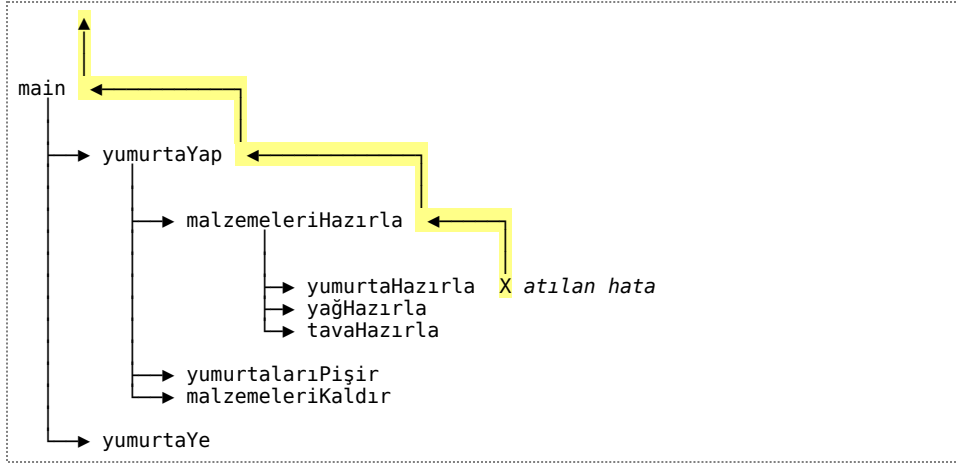 main
yumurtaYap
malzemeleriHazırla
yumurtaHazırla X atılan hata
yağHazırla
tavaHazırla
yumurtalarıPişir
malzemeleriKaldır
yumurtaYe